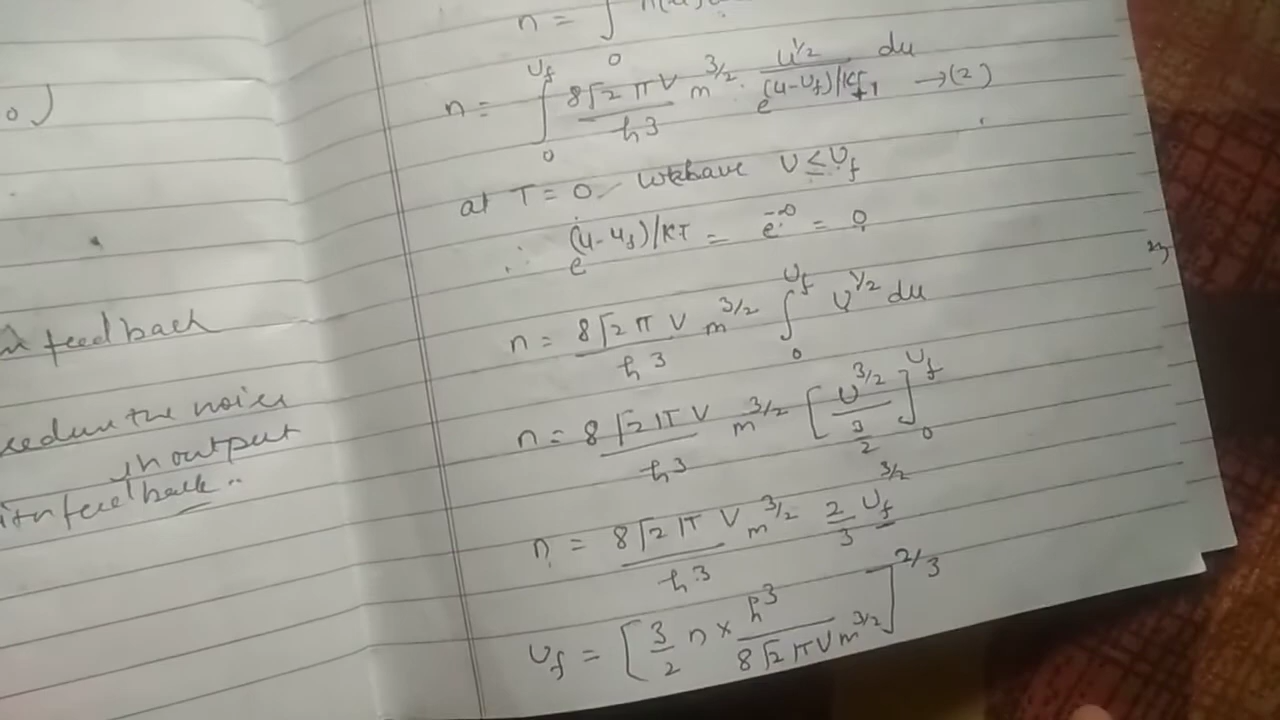 o)
n feedback
reduce the noise
in output
with feedback..
n = ∫
n = ∫₀^Uf 8√2 πV/h³ m^3/2 · u^1/2 / e^(u-Uf)/KT +1 du → (2)
at T = 0 we have U ≤ Uf
∴ e^(u-uf)/KT = e^-∞ = 0
n = 8√2 π V/h³ m^3/2 ∫₀^Uf U^1/2 du
n = 8√2 π V/h³ m^3/2 [U^3/2 / 3/2]₀^Uf
n = 8√2 π V/h³ m^3/2 2/3 Uf^3/2
Uf = [3/2 n × h³/8√2 πVm^3/2]^2/3